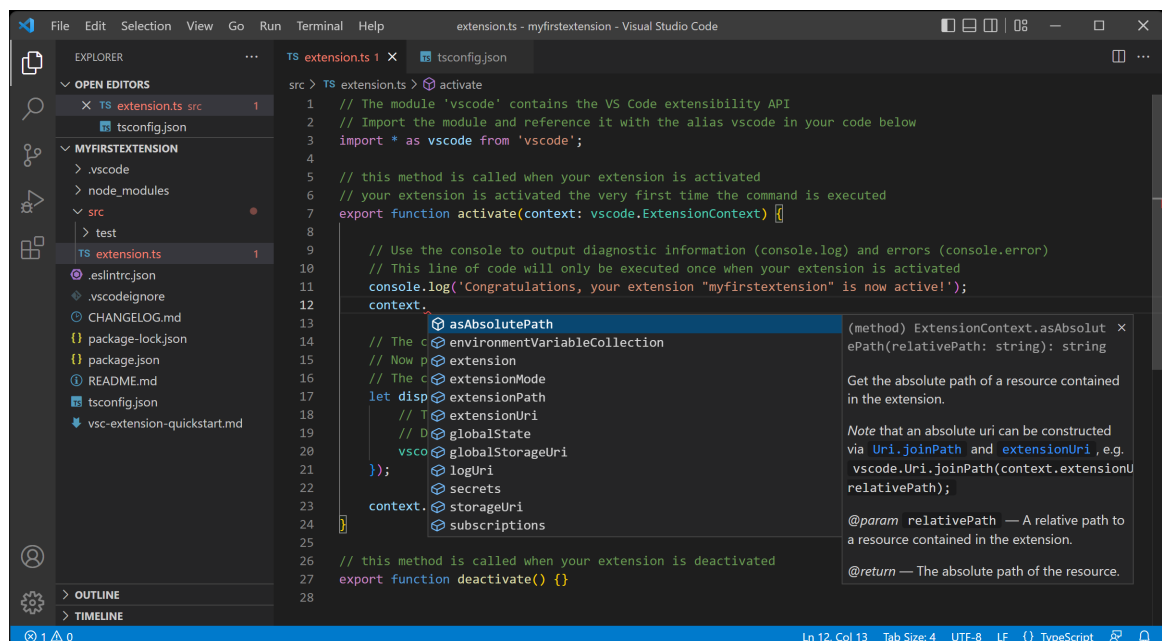 File Edit Selection View Go Run Terminal Help extension.ts - myfirstextension - Visual Studio Code
EXPLORER
OPEN EDITORS
TS extension.ts src 1
TS tsconfig.json
MYFIRSTEXTENSION
.vscode
node_modules
src
test
TS extension.ts 1
.eslintrc.json
.vscodeignore
CHANGELOG.md
{} package-lock.json
{} package.json
README.md
TS tsconfig.json
vsc-extension-quickstart.md
OUTLINE
TIMELINE
TS extension.ts 1 TS tsconfig.json
src > TS extension.ts > activate
1 // The module 'vscode' contains the VS Code extensibility API
2 // Import the module and reference it with the alias vscode in your code below
3 import * as vscode from 'vscode';
4
5 // this method is called when your extension is activated
6 // your extension is activated the very first time the command is executed
7 export function activate(context: vscode.ExtensionContext) {
8
9 // Use the console to output diagnostic information (console.log) and errors (console.error)
10 // This line of code will only be executed once when your extension is activated
11 console.log('Congratulations, your extension "myfirstextension" is now active!');
12 context.
13
14 // The c
15 // Now p
16 // The c
17 let disp
18 // T
19 // D
20 vsco
21 });
22
23 context.
24 }
25
26 // this method is called when your extension is deactivated
27 export function deactivate() {}
28
asAbsolutePath
environmentVariableCollection
extension
extensionMode
extensionPath
extensionUri
globalState
globalStorageUri
logUri
secrets
storageUri
subscriptions
(method) ExtensionContext.asAbsolut
ePath(relativePath: string): string
Get the absolute path of a resource contained
in the extension.
Note that an absolute uri can be constructed
via Uri.joinPath and extensionUri , e.g.
vscode.Uri.joinPath(context.extensionU
relativePath);
@param relativePath — A relative path to
a resource contained in the extension.
@return — The absolute path of the resource.
1 0 Ln 12, Col 13 Tab Size: 4 UTF-8 LF {} TypeScript